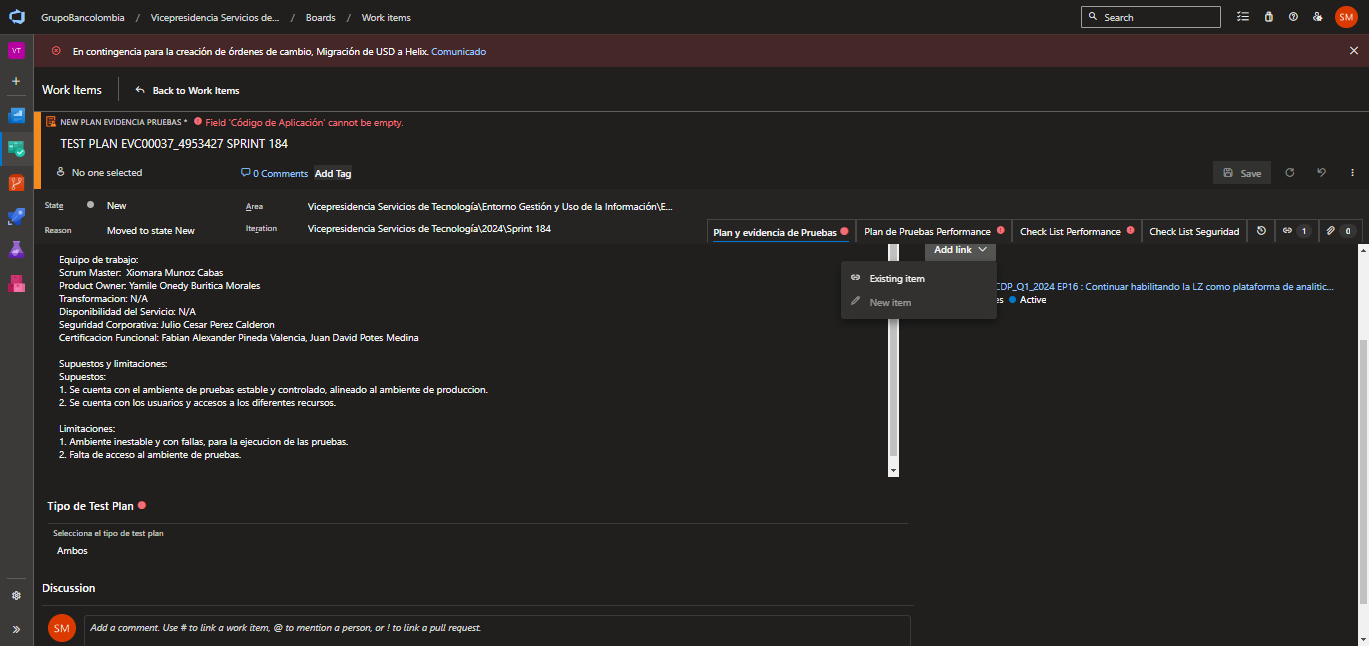 GrupoBancolombia / Vicepresidencia Servicios de... / Boards / Work items
Search
SM
VT
En contingencia para la creación de órdenes de cambio, Migración de USD a Helix. Comunicado
Work Items
Back to Work Items
NEW PLAN EVIDENCIA PRUEBAS * Field 'Código de Aplicación' cannot be empty.
TEST PLAN EVC00037_4953427 SPRINT 184
No one selected
0 Comments
Add Tag
Save
State
New
Area
Vicepresidencia Servicios de Tecnología\Entorno Gestión y Uso de la Información\E...
Reason
Moved to state New
Iteration
Vicepresidencia Servicios de Tecnología\2024\Sprint 184
Plan y evidencia de Pruebas
Plan de Pruebas Performance
Check List Performance
Check List Seguridad
1
0
Add link
Existing item
New item
CDP_Q1_2024 EP16 : Continuar habilitando la LZ como plataforma de analitic...
es Active
Equipo de trabajo:
Scrum Master: Xiomara Munoz Cabas
Product Owner: Yamile Onedy Buritica Morales
Transformacion: N/A
Disponibilidad del Servicio: N/A
Seguridad Corporativa: Julio Cesar Perez Calderon
Certificacion Funcional: Fabian Alexander Pineda Valencia, Juan David Potes Medina
Supuestos y limitaciones:
Supuestos:
1. Se cuenta con el ambiente de pruebas estable y controlado, alineado al ambiente de produccion.
2. Se cuenta con los usuarios y accesos a los diferentes recursos.
Limitaciones:
1. Ambiente inestable y con fallas, para la ejecucion de las pruebas.
2. Falta de acceso al ambiente de pruebas.
Tipo de Test Plan
Selecciona el tipo de test plan
Ambos
Discussion
SM
Add a comment. Use # to link a work item, @ to mention a person, or ! to link a pull request.